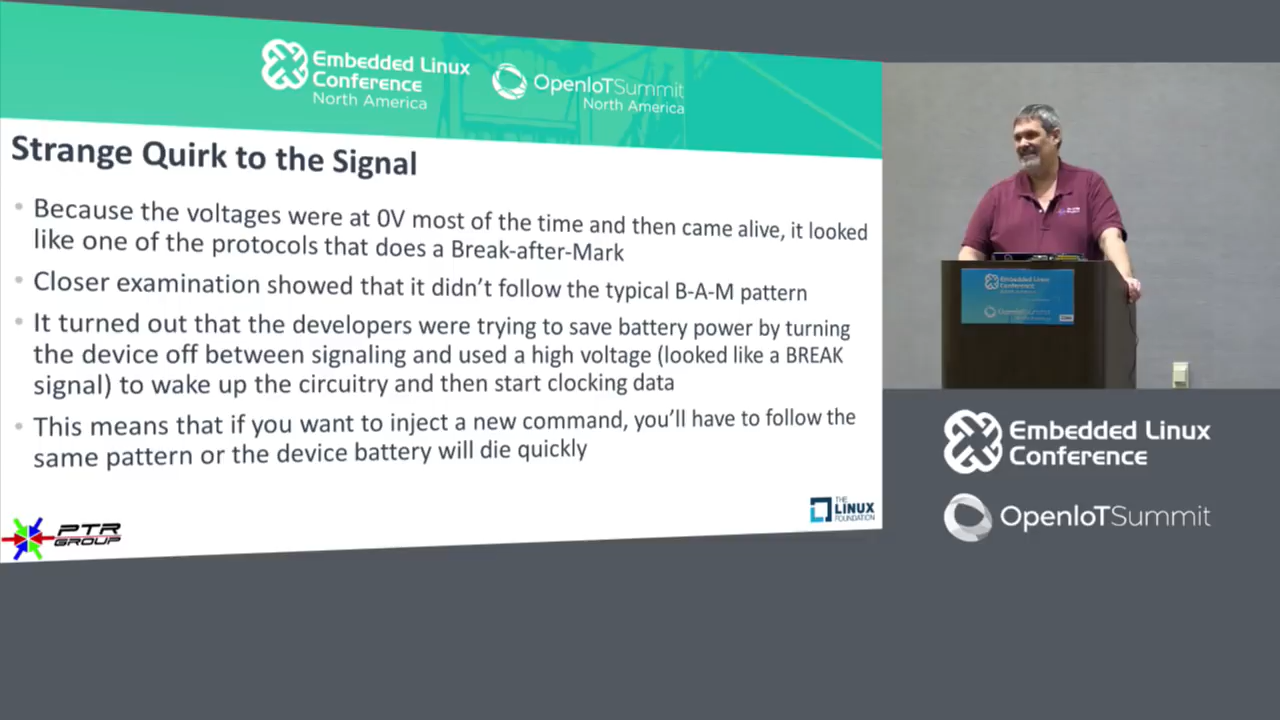 Embedded Linux
Conference
North America
OpenIoTSummit
North America
Strange Quirk to the Signal
• Because the voltages were at 0V most of the time and then came alive, it looked
like one of the protocols that does a Break-after-Mark
• Closer examination showed that it didn't follow the typical B-A-M pattern
• It turned out that the developers were trying to save battery power by turning
the device off between signaling and used a high voltage (looked like a BREAK
signal) to wake up the circuitry and then start clocking data
• This means that if you want to inject a new command, you'll have to follow the
same pattern or the device battery will die quickly
PTR
GROUP
THE
LINUX
FOUNDATION
Embedded Linux
Conference
OpenIoTSummit
Embedded Linux
Conference
OpenIoTSummit